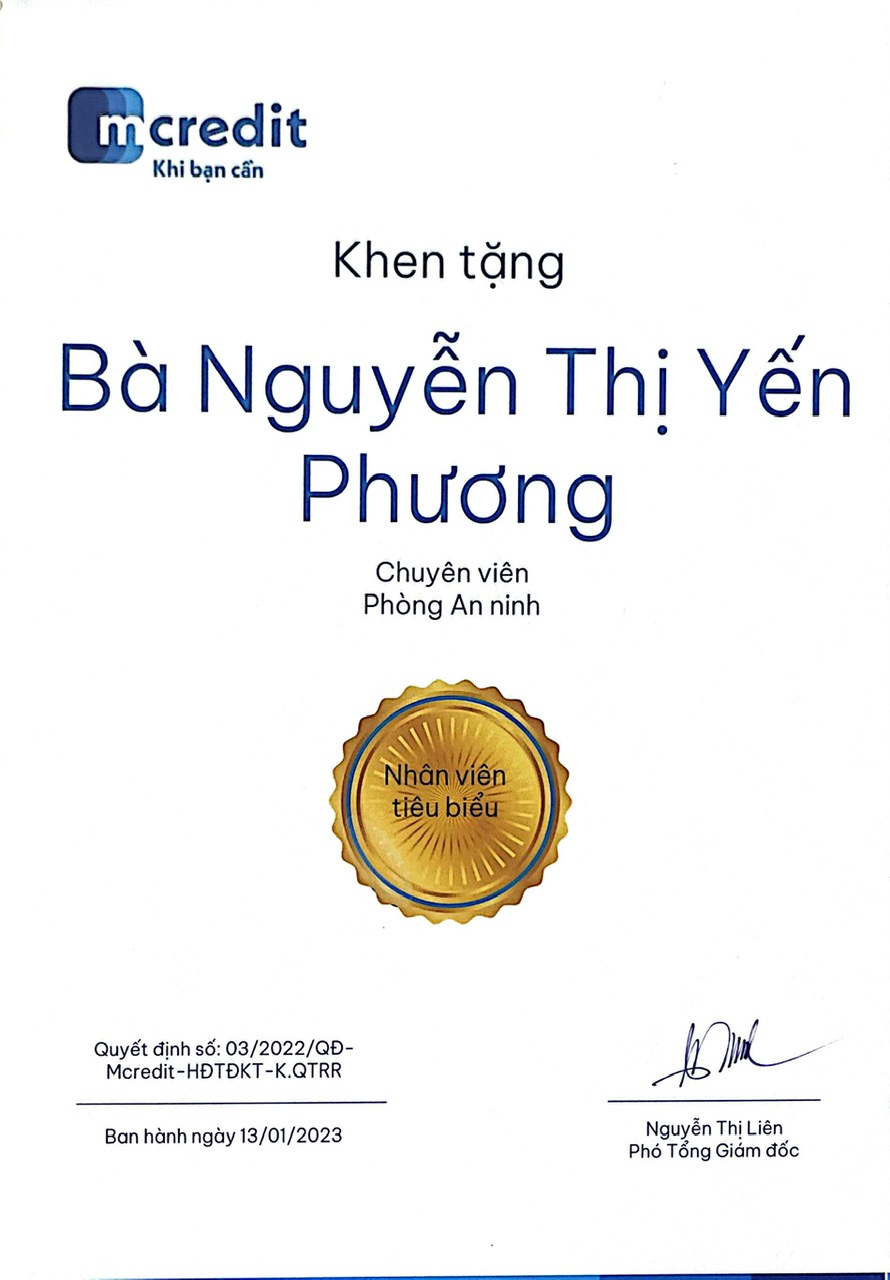 mcredit
Khi bạn cần
Khen tặng
Bà Nguyễn Thị Yến
Phương
Chuyên viên
Phòng An ninh
Nhân viên
tiêu biểu
Quyết định số: 03/2022/QĐ-
Mcredit-HĐTĐKT-K.QTRR
Ban hành ngày 13/01/2023
Nguyễn Thị Liên
Phó Tổng Giám đốc